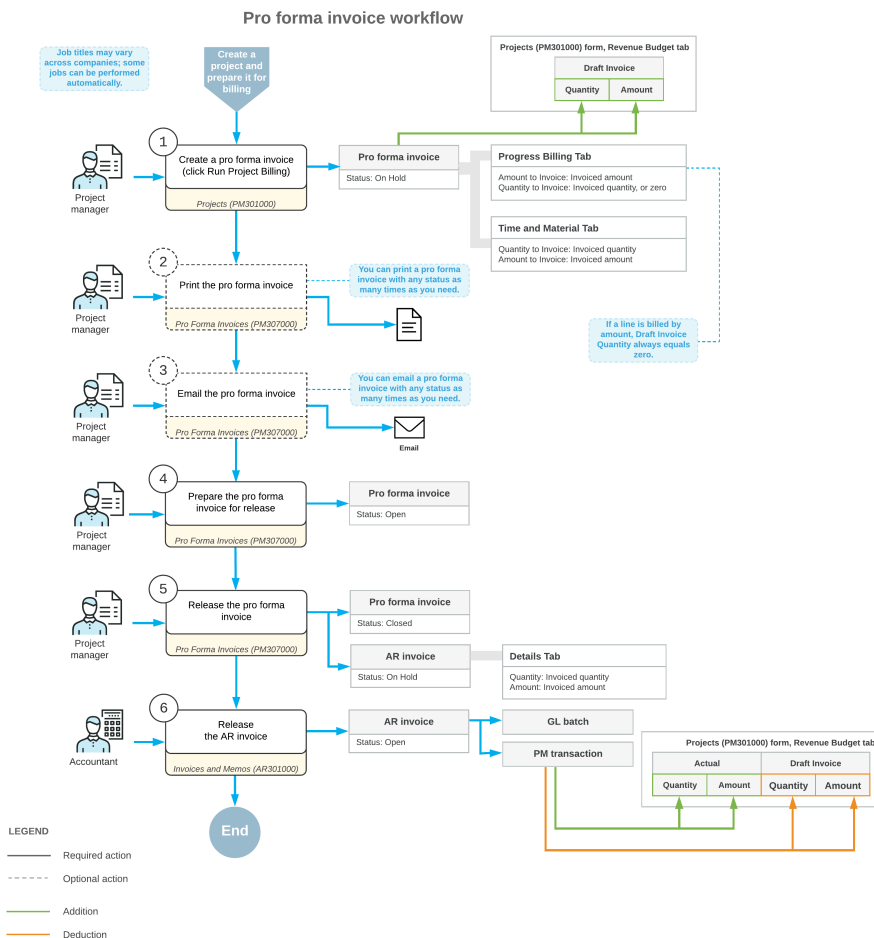 Pro forma invoice workflow
Job titles may vary
across companies; some
jobs can be performed
automatically.
Create a
project and
prepare it for
billing
Projects (PM301000) form, Revenue Budget tab
Draft Invoice
Quantity
Amount
1
Create a pro forma invoice
(click Run Project Billing)
Projects (PM301000)
Project
manager
Pro forma invoice
Status: On Hold
Progress Billing Tab
Amount to Invoice: Invoiced amount
Quantity to Invoice: Invoiced quantity, or zero
Time and Material Tab
Quantity to Invoice: Invoiced quantity
Amount to Invoice: Invoiced amount
2
Print the pro forma invoice
Pro Forma Invoices (PM307000)
Project
manager
You can print a pro forma
invoice with any status as
many times as you need.
If a line is billed by
amount, Draft Invoice
Quantity always equals
zero.
3
Email the pro forma invoice
Pro Forma Invoices (PM307000)
Project
manager
You can email a pro forma
invoice with any status as
many times as you need.
Email
4
Prepare the pro forma
invoice for release
Pro Forma Invoices (PM307000)
Project
manager
Pro forma invoice
Status: Open
5
Release the pro forma
invoice
Pro Forma Invoices (PM307000)
Project
manager
Pro forma invoice
Status: Closed
AR invoice
Status: On Hold
Details Tab
Quantity: Invoiced quantity
Amount: Invoiced amount
6
Release
the AR invoice
Invoices and Memos (AR301000)
Accountant
AR invoice
Status: Open
GL batch
PM transaction
Projects (PM301000) form, Revenue Budget tab
Actual
Draft Invoice
Quantity
Amount
Quantity
Amount
End
LEGEND
Required action
Optional action
Addition
Deduction